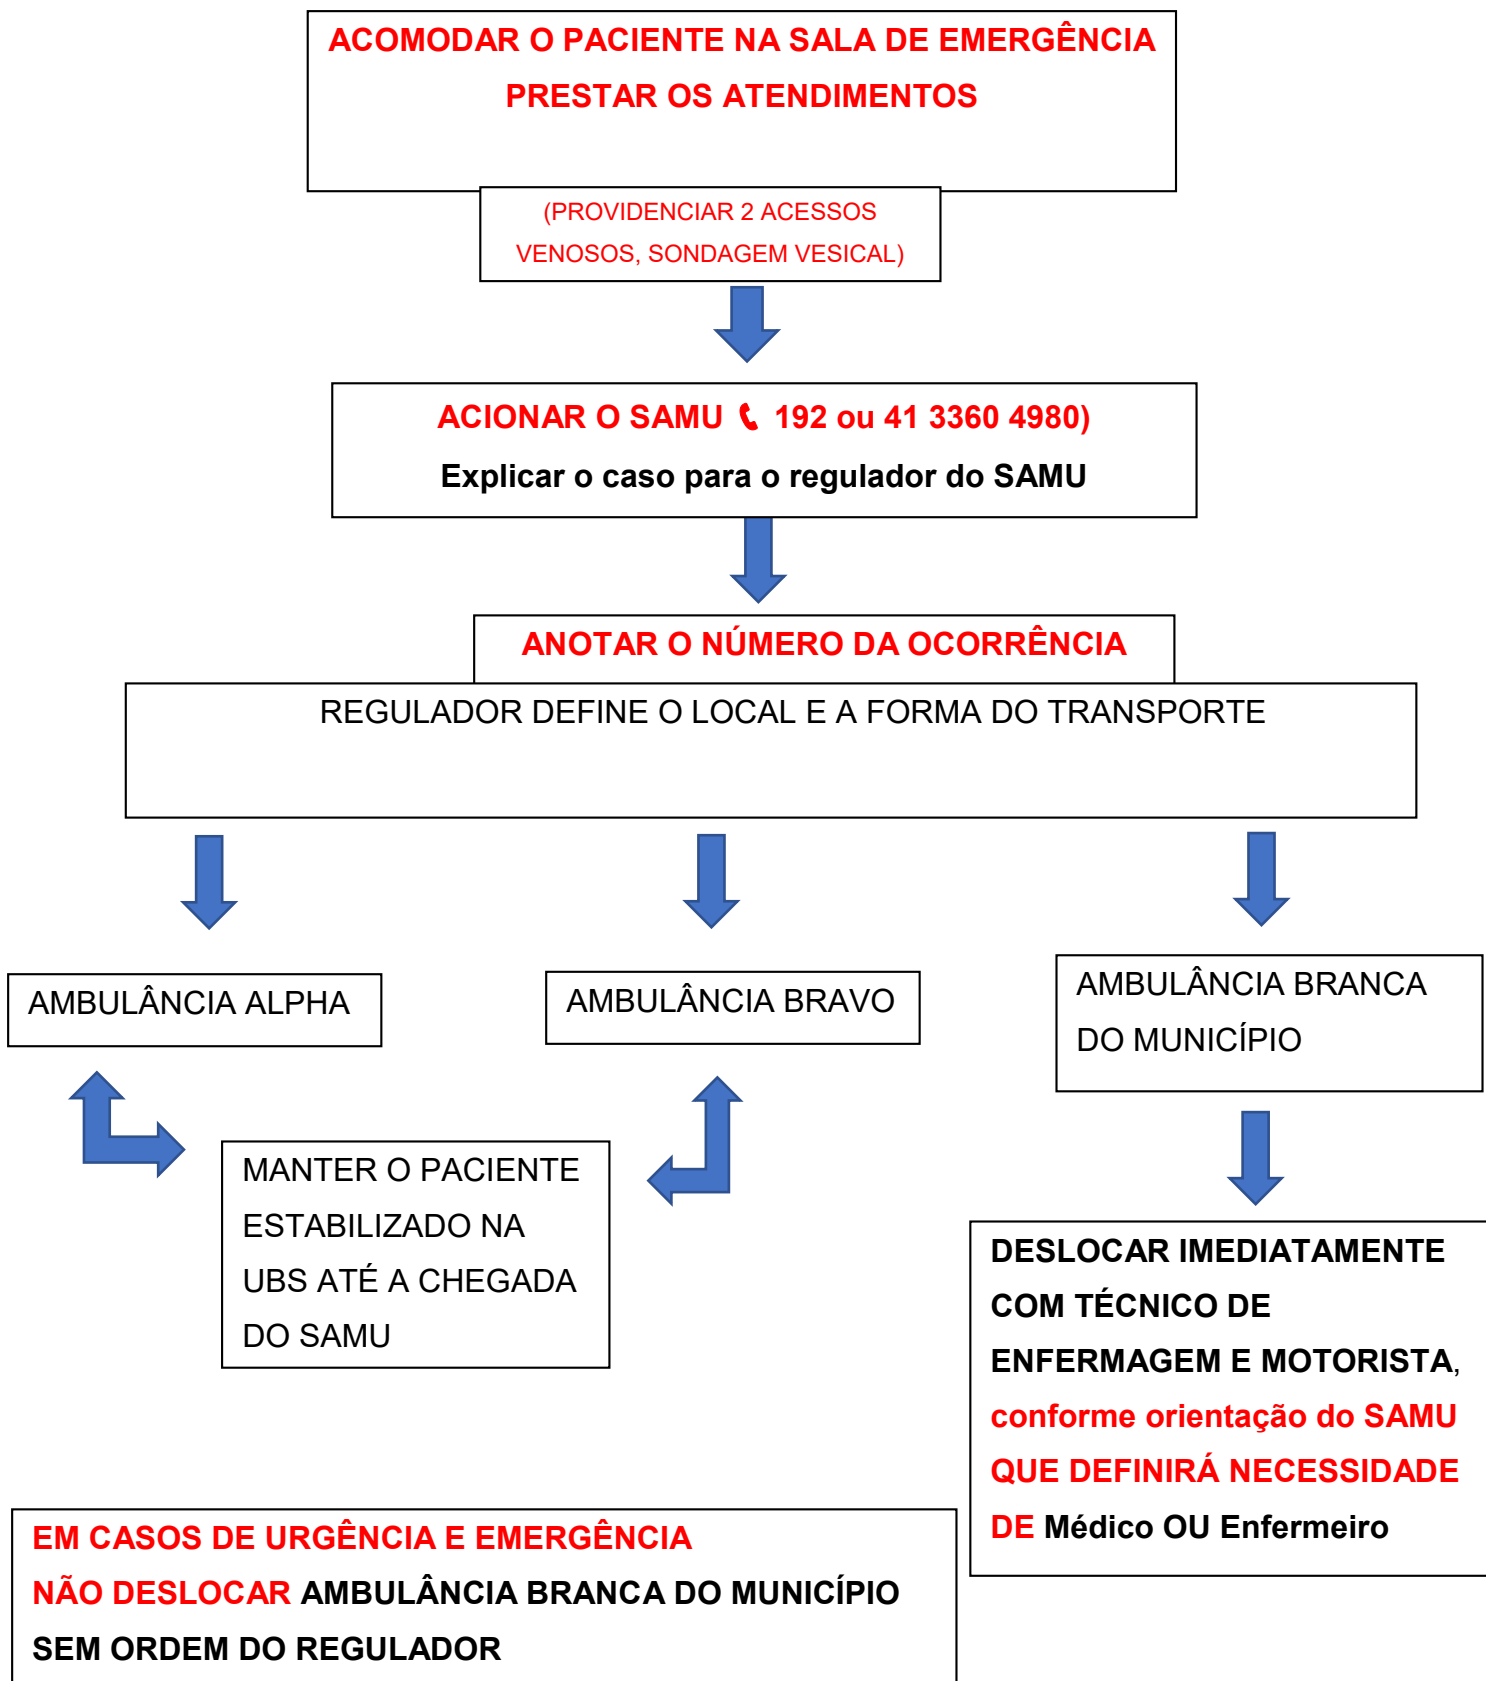 ACOMODAR O PACIENTE NA SALA DE EMERGÊNCIA
PRESTAR OS ATENDIMENTOS
(PROVIDENCIAR 2 ACESSOS
VENOSOS, SONDAGEM VESICAL)
ACIONAR O SAMU 📞 192 ou 41 3360 4980)
Explicar o caso para o regulador do SAMU
ANOTAR O NÚMERO DA OCORRÊNCIA
REGULADOR DEFINE O LOCAL E A FORMA DO TRANSPORTE
AMBULÂNCIA ALPHA
AMBULÂNCIA BRAVO
AMBULÂNCIA BRANCA
DO MUNICÍPIO
MANTER O PACIENTE
ESTABILIZADO NA
UBS ATÉ A CHEGADA
DO SAMU
DESLOCAR IMEDIATAMENTE
COM TÉCNICO DE
ENFERMAGEM E MOTORISTA,
conforme orientação do SAMU
QUE DEFINIRÁ NECESSIDADE
DE Médico OU Enfermeiro
EM CASOS DE URGÊNCIA E EMERGÊNCIA
NÃO DESLOCAR AMBULÂNCIA BRANCA DO MUNICÍPIO
SEM ORDEM DO REGULADOR